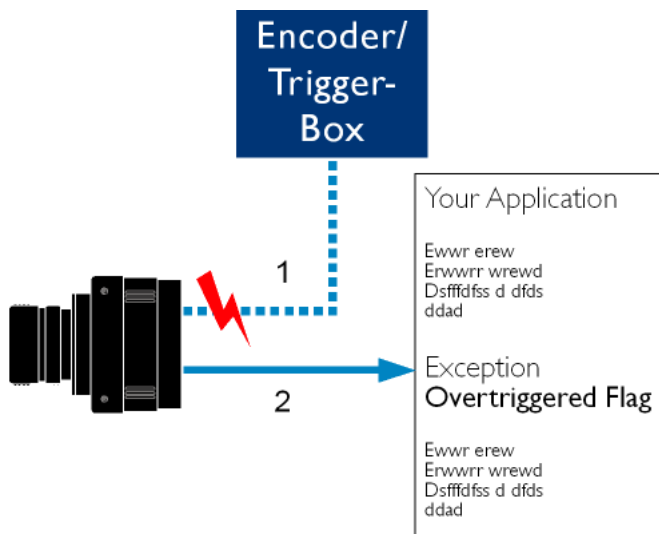 Encoder/
Trigger-
Box
Your Application
Ewwr erew
Erwwrr wrewd
Dsfffdfss d dfds
ddad
1
2
Exception
Overtriggered Flag
Ewwr erew
Erwwrr wrewd
Dsfffdfss d dfds
ddad